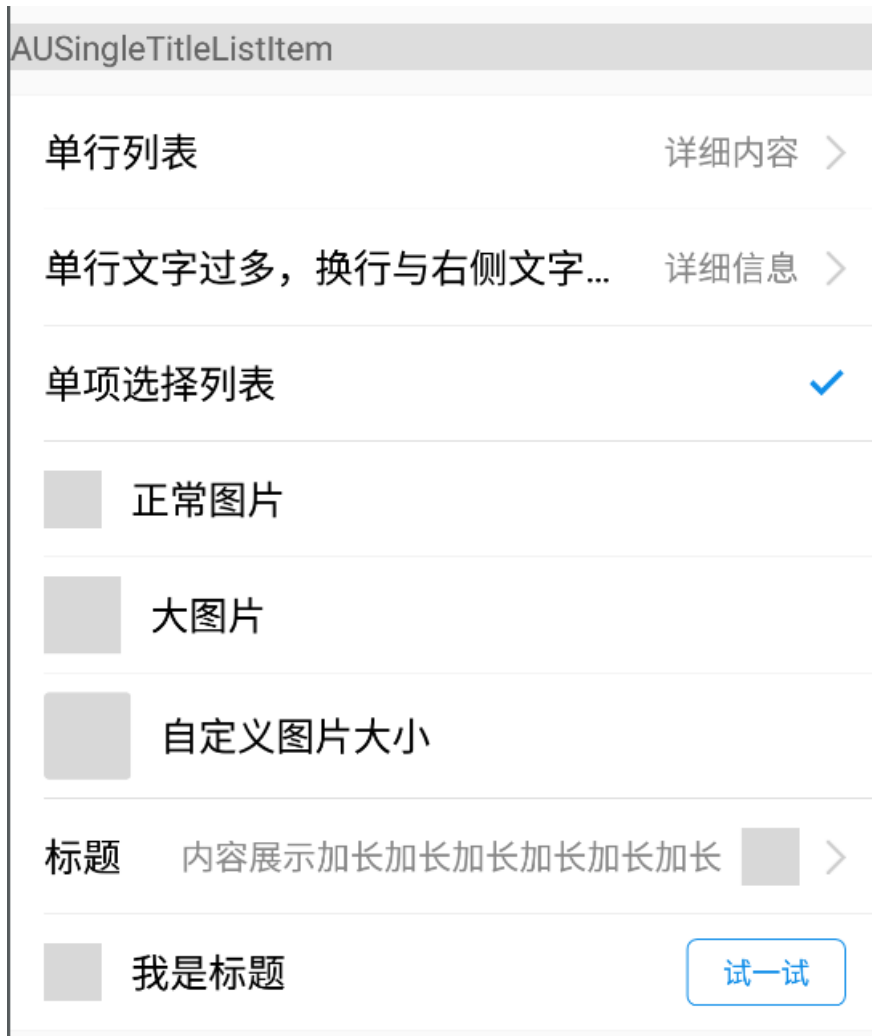 AUSingleTitleListItem
单行列表 详细内容
单行文字过多，换行与右侧文字... 详细信息
单项选择列表
正常图片
大图片
自定义图片大小
标题 内容展示加长加长加长加长加长加长
我是标题 试一试